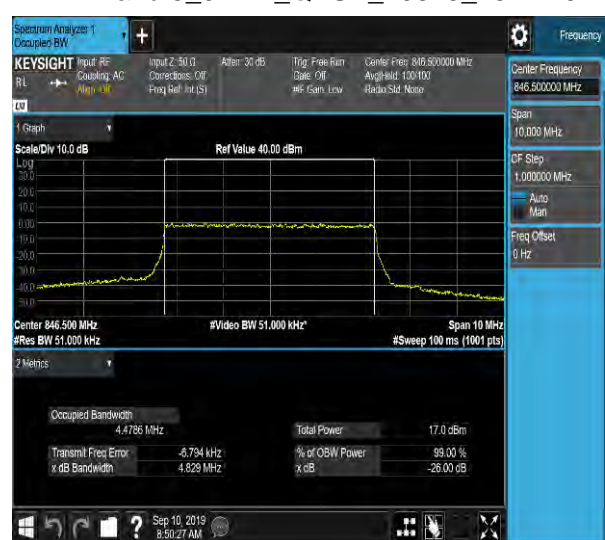 Spectrum Analyzer 1
Occupied BW
Frequency
KEYSIGHT
RL
Input: RF
Coupling: AC
Align: Off
Input Z: 50 Ω
Corrections: Off
Freq Ref: Int (S)
Atten: 30 dB
Trig: Free Run
Gate: Off
#IF Gain: Low
Center Freq: 846.500000 MHz
Avg|Hold: 100/100
Radio Std: None
Center Frequency
846.500000 MHz
Span
10.000 MHz
CF Step
1.000000 MHz
Auto
Man
Freq Offset
0 Hz
1 Graph
Scale/Div 10.0 dB
Ref Value 40.00 dBm
Log
30.0
20.0
10.0
0.00
-10.0
-20.0
-30.0
-40.0
-50.0
Center 846.500 MHz
#Video BW 51.000 kHz*
Span 10 MHz
#Res BW 51.000 kHz
#Sweep 100 ms (1001 pts)
2 Metrics
Occupied Bandwidth
4.4786 MHz
Total Power
17.0 dBm
Transmit Freq Error
-6.794 kHz
% of OBW Power
99.00 %
x dB Bandwidth
4.829 MHz
x dB
-26.00 dB
?
Sep 10, 2019
8:50:27 AM